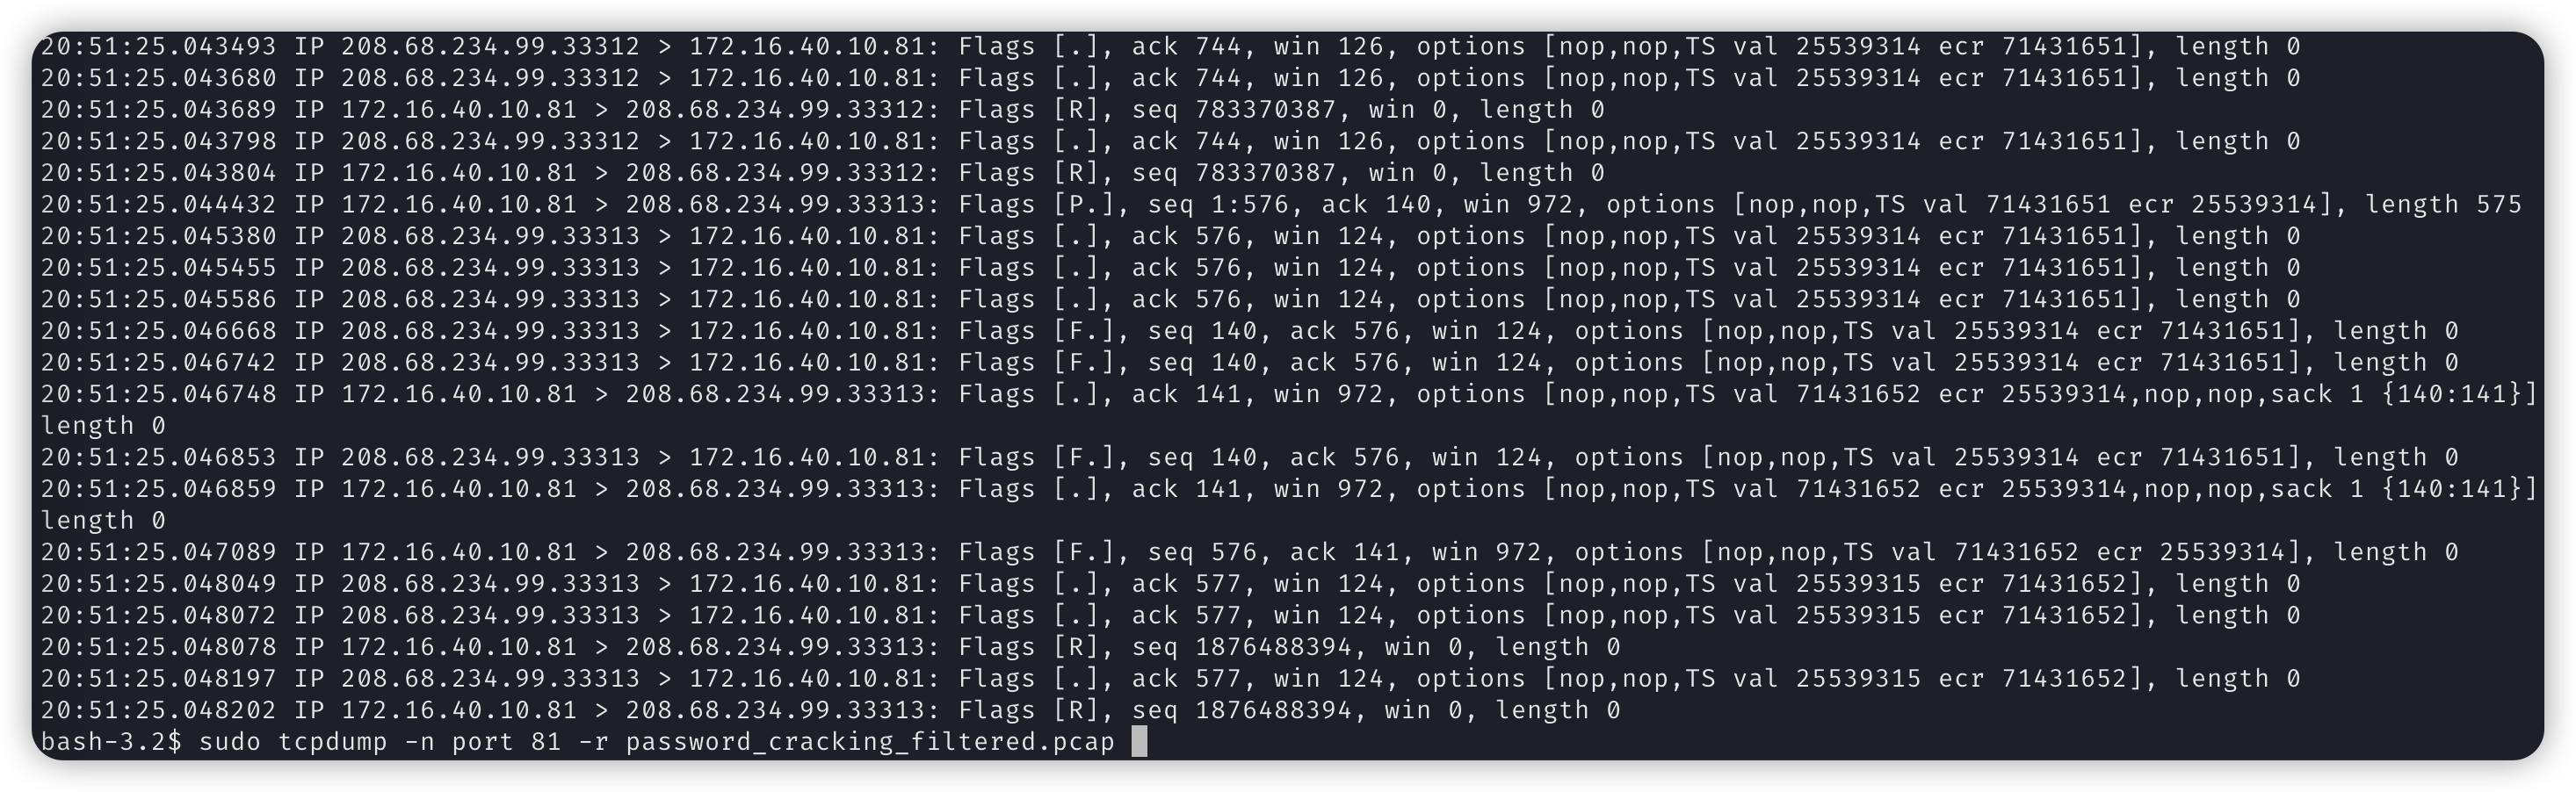 20:51:25.043493 IP 208.68.234.99.33312 > 172.16.40.10.81: Flags [.], ack 744, win 126, options [nop,nop,TS val 25539314 ecr 71431651], length 0
20:51:25.043680 IP 208.68.234.99.33312 > 172.16.40.10.81: Flags [.], ack 744, win 126, options [nop,nop,TS val 25539314 ecr 71431651], length 0
20:51:25.043689 IP 172.16.40.10.81 > 208.68.234.99.33312: Flags [R], seq 783370387, win 0, length 0
20:51:25.043798 IP 208.68.234.99.33312 > 172.16.40.10.81: Flags [.], ack 744, win 126, options [nop,nop,TS val 25539314 ecr 71431651], length 0
20:51:25.043804 IP 172.16.40.10.81 > 208.68.234.99.33312: Flags [R], seq 783370387, win 0, length 0
20:51:25.044432 IP 172.16.40.10.81 > 208.68.234.99.33313: Flags [P.], seq 1:576, ack 140, win 972, options [nop,nop,TS val 71431651 ecr 25539314], length 575
20:51:25.045380 IP 208.68.234.99.33313 > 172.16.40.10.81: Flags [.], ack 576, win 124, options [nop,nop,TS val 25539314 ecr 71431651], length 0
20:51:25.045455 IP 208.68.234.99.33313 > 172.16.40.10.81: Flags [.], ack 576, win 124, options [nop,nop,TS val 25539314 ecr 71431651], length 0
20:51:25.045586 IP 208.68.234.99.33313 > 172.16.40.10.81: Flags [.], ack 576, win 124, options [nop,nop,TS val 25539314 ecr 71431651], length 0
20:51:25.046668 IP 208.68.234.99.33313 > 172.16.40.10.81: Flags [F.], seq 140, ack 576, win 124, options [nop,nop,TS val 25539314 ecr 71431651], length 0
20:51:25.046742 IP 208.68.234.99.33313 > 172.16.40.10.81: Flags [F.], seq 140, ack 576, win 124, options [nop,nop,TS val 25539314 ecr 71431651], length 0
20:51:25.046748 IP 172.16.40.10.81 > 208.68.234.99.33313: Flags [.], ack 141, win 972, options [nop,nop,TS val 71431652 ecr 25539314,nop,nop,sack 1 {140:141}]
length 0
20:51:25.046853 IP 208.68.234.99.33313 > 172.16.40.10.81: Flags [F.], seq 140, ack 576, win 124, options [nop,nop,TS val 25539314 ecr 71431651], length 0
20:51:25.046859 IP 172.16.40.10.81 > 208.68.234.99.33313: Flags [.], ack 141, win 972, options [nop,nop,TS val 71431652 ecr 25539314,nop,nop,sack 1 {140:141}]
length 0
20:51:25.047089 IP 172.16.40.10.81 > 208.68.234.99.33313: Flags [F.], seq 576, ack 141, win 972, options [nop,nop,TS val 71431652 ecr 25539314], length 0
20:51:25.048049 IP 208.68.234.99.33313 > 172.16.40.10.81: Flags [.], ack 577, win 124, options [nop,nop,TS val 25539315 ecr 71431652], length 0
20:51:25.048072 IP 208.68.234.99.33313 > 172.16.40.10.81: Flags [.], ack 577, win 124, options [nop,nop,TS val 25539315 ecr 71431652], length 0
20:51:25.048078 IP 172.16.40.10.81 > 208.68.234.99.33313: Flags [R], seq 1876488394, win 0, length 0
20:51:25.048197 IP 208.68.234.99.33313 > 172.16.40.10.81: Flags [.], ack 577, win 124, options [nop,nop,TS val 25539315 ecr 71431652], length 0
20:51:25.048202 IP 172.16.40.10.81 > 208.68.234.99.33313: Flags [R], seq 1876488394, win 0, length 0
bash-3.2$ sudo tcpdump -n port 81 -r password_cracking_filtered.pcap